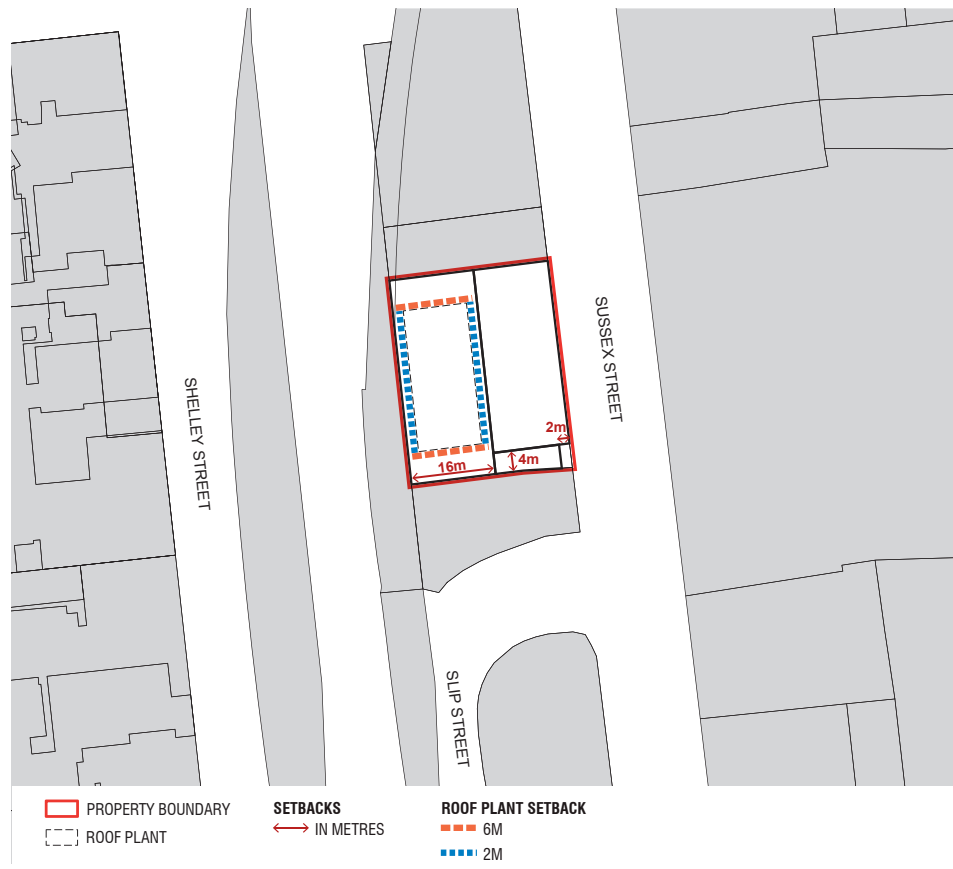 SUSSEX STREET
SHELLEY STREET
2m
16m
4m
SLIP STREET
PROPERTY BOUNDARY
ROOF PLANT
SETBACKS
IN METRES
ROOF PLANT SETBACK
6M
2M